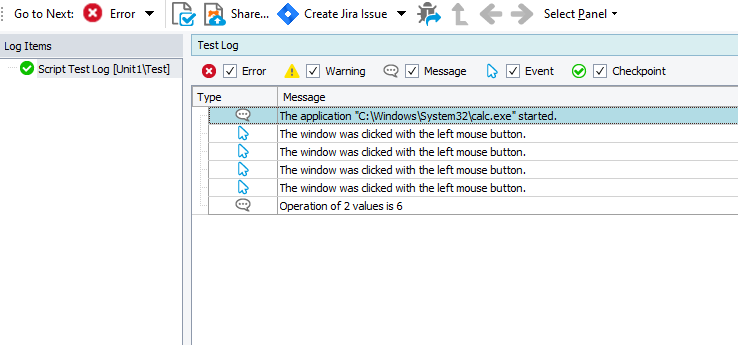 Go to Next: Error Share... Create Jira Issue Select Panel
Log Items
Script Test Log [Unit1\Test]
Test Log
Error Warning Message Event Checkpoint
Type Message
The application "C:\Windows\System32\calc.exe" started.
The window was clicked with the left mouse button.
The window was clicked with the left mouse button.
The window was clicked with the left mouse button.
The window was clicked with the left mouse button.
Operation of 2 values is 6